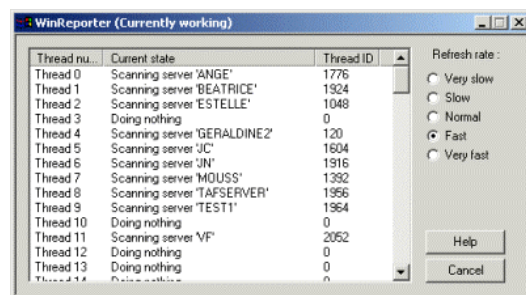 WinReporter (Currently working)
Thread nu... Current state Thread ID
Thread 0 Scanning server 'ANGE' 1776
Thread 1 Scanning server 'BEATRICE' 1924
Thread 2 Scanning server 'ESTELLE' 1048
Thread 3 Doing nothing 0
Thread 4 Scanning server 'GERALDINE2' 120
Thread 5 Scanning server 'JC' 1604
Thread 6 Scanning server 'JN' 1916
Thread 7 Scanning server 'MOUSS' 1392
Thread 8 Scanning server 'TAFSERVER' 1956
Thread 9 Scanning server 'TEST1' 1964
Thread 10 Doing nothing 0
Thread 11 Scanning server 'VF' 2052
Thread 12 Doing nothing 0
Thread 13 Doing nothing 0
Thread 14 Doing nothing
Refresh rate :
Very slow
Slow
Normal
Fast
Very fast
Help
Cancel